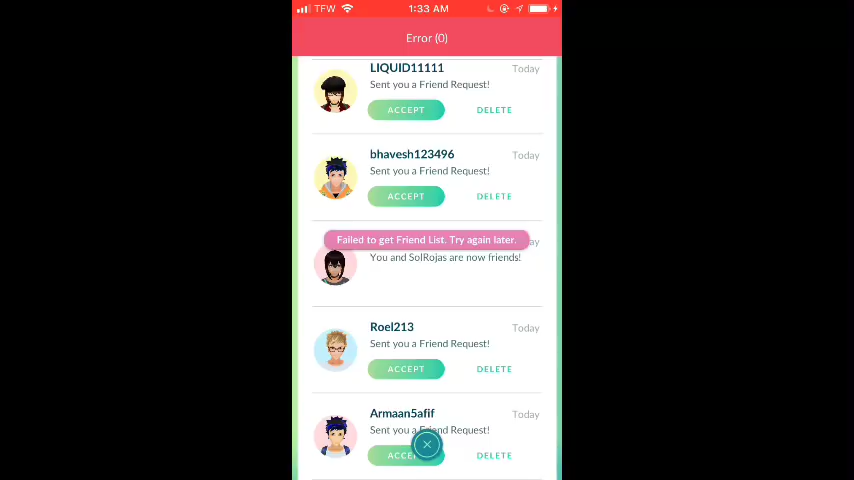 TFW 1:33 AM
Error (0)
LIQUID11111 Today
Sent you a Friend Request!
ACCEPT DELETE
bhavesh123496 Today
Sent you a Friend Request!
ACCEPT DELETE
Failed to get Friend List. Try again later.
You and SolRojas are now friends!
Roel213 Today
Sent you a Friend Request!
ACCEPT DELETE
Armaan5afif Today
Sent you a Friend Request!
DELETE